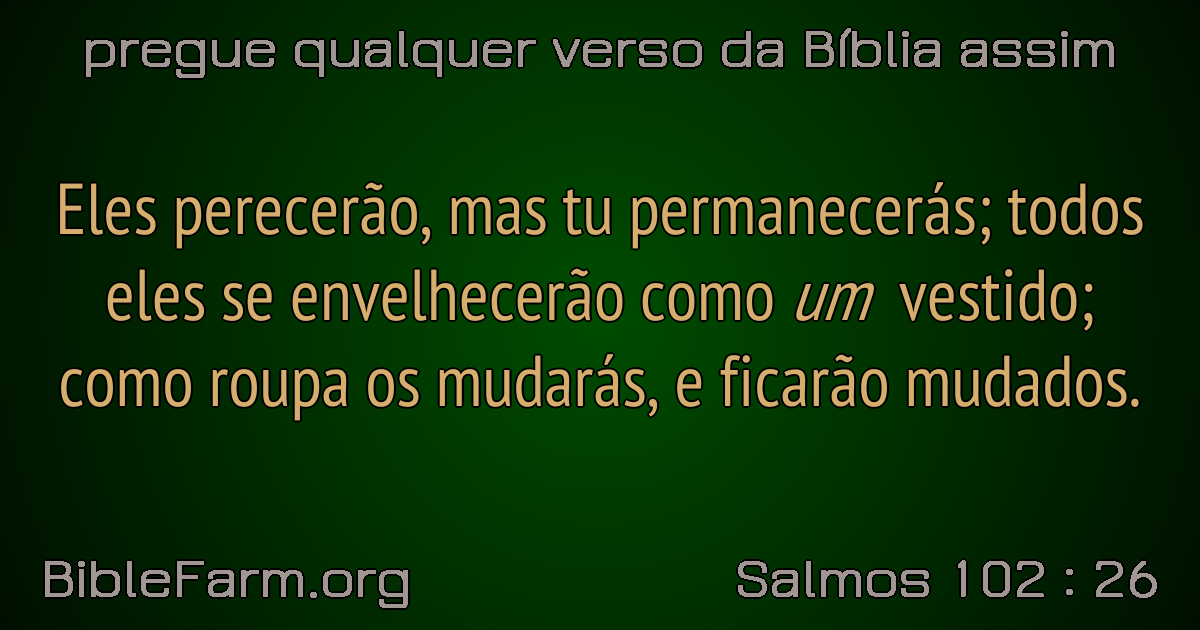 pregue qualquer verso da Bíblia assim
Eles perecerão, mas tu permanecerás; todos
eles se envelhecerão como um vestido;
como roupa os mudarás, e ficarão mudados.
BibleFarm.org
Salmos 102 : 26